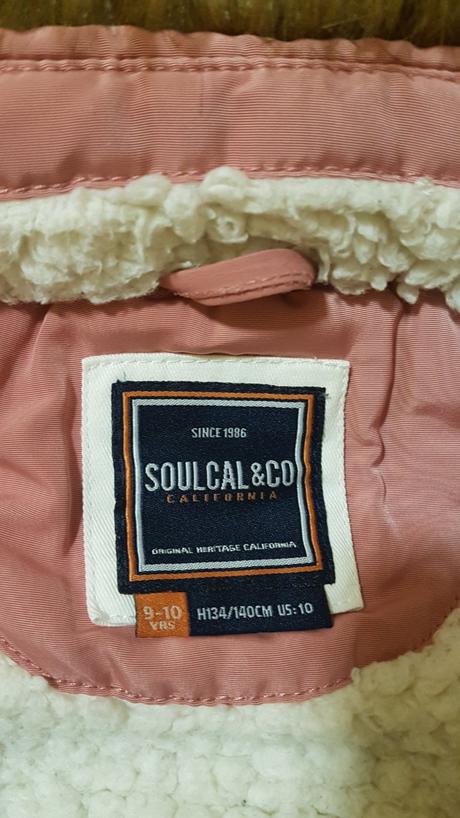 SINCE 1986
SOULCAL&CO
CALIFORNIA
ORIGINAL HERITAGE CALIFORNIA
9-10
YRS
H134/140CM US:10